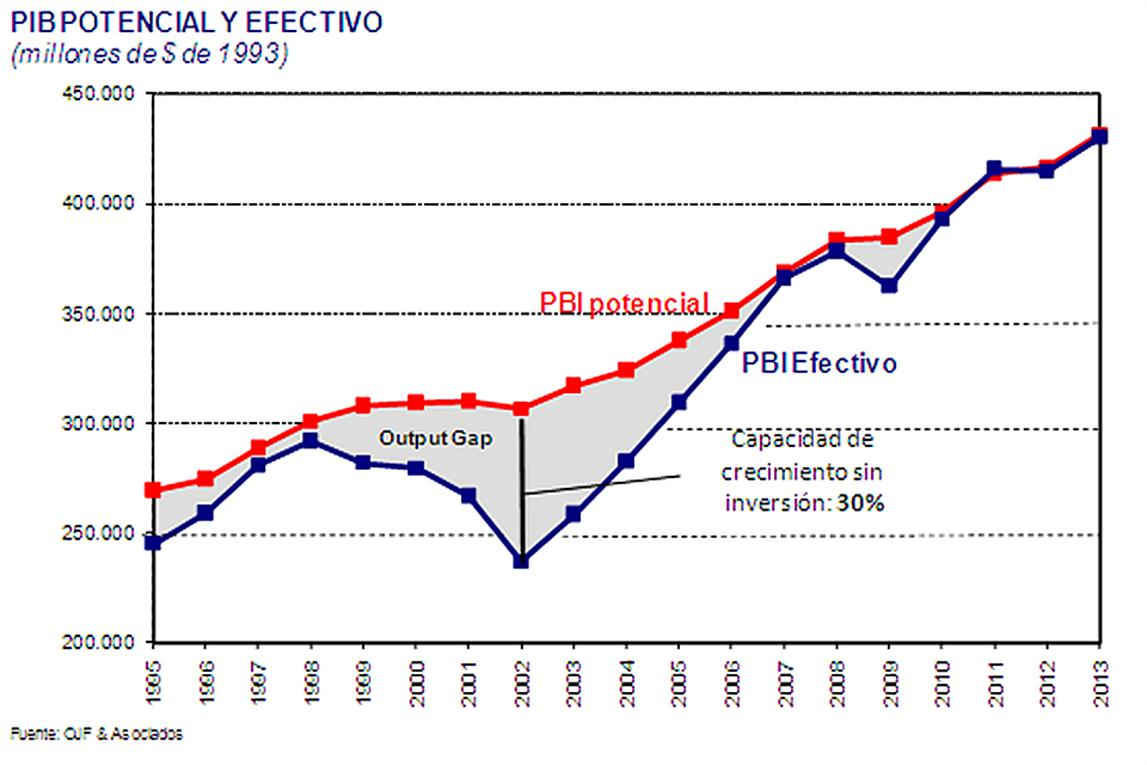 PIB POTENCIAL Y EFECTIVO
(millones de $ de 1993)
450.000
400.000
350.000
300.000
250.000
200.000
PBI potencial
PBI Efectivo
Output Gap
Capacidad de
crecimiento sin
inversión: 30%
1995 1996 1997 1998 1999 2000 2001 2002 2003 2004 2005 2006 2007 2008 2009 2010 2011 2012 2013
Fuente: OJF & Asociados